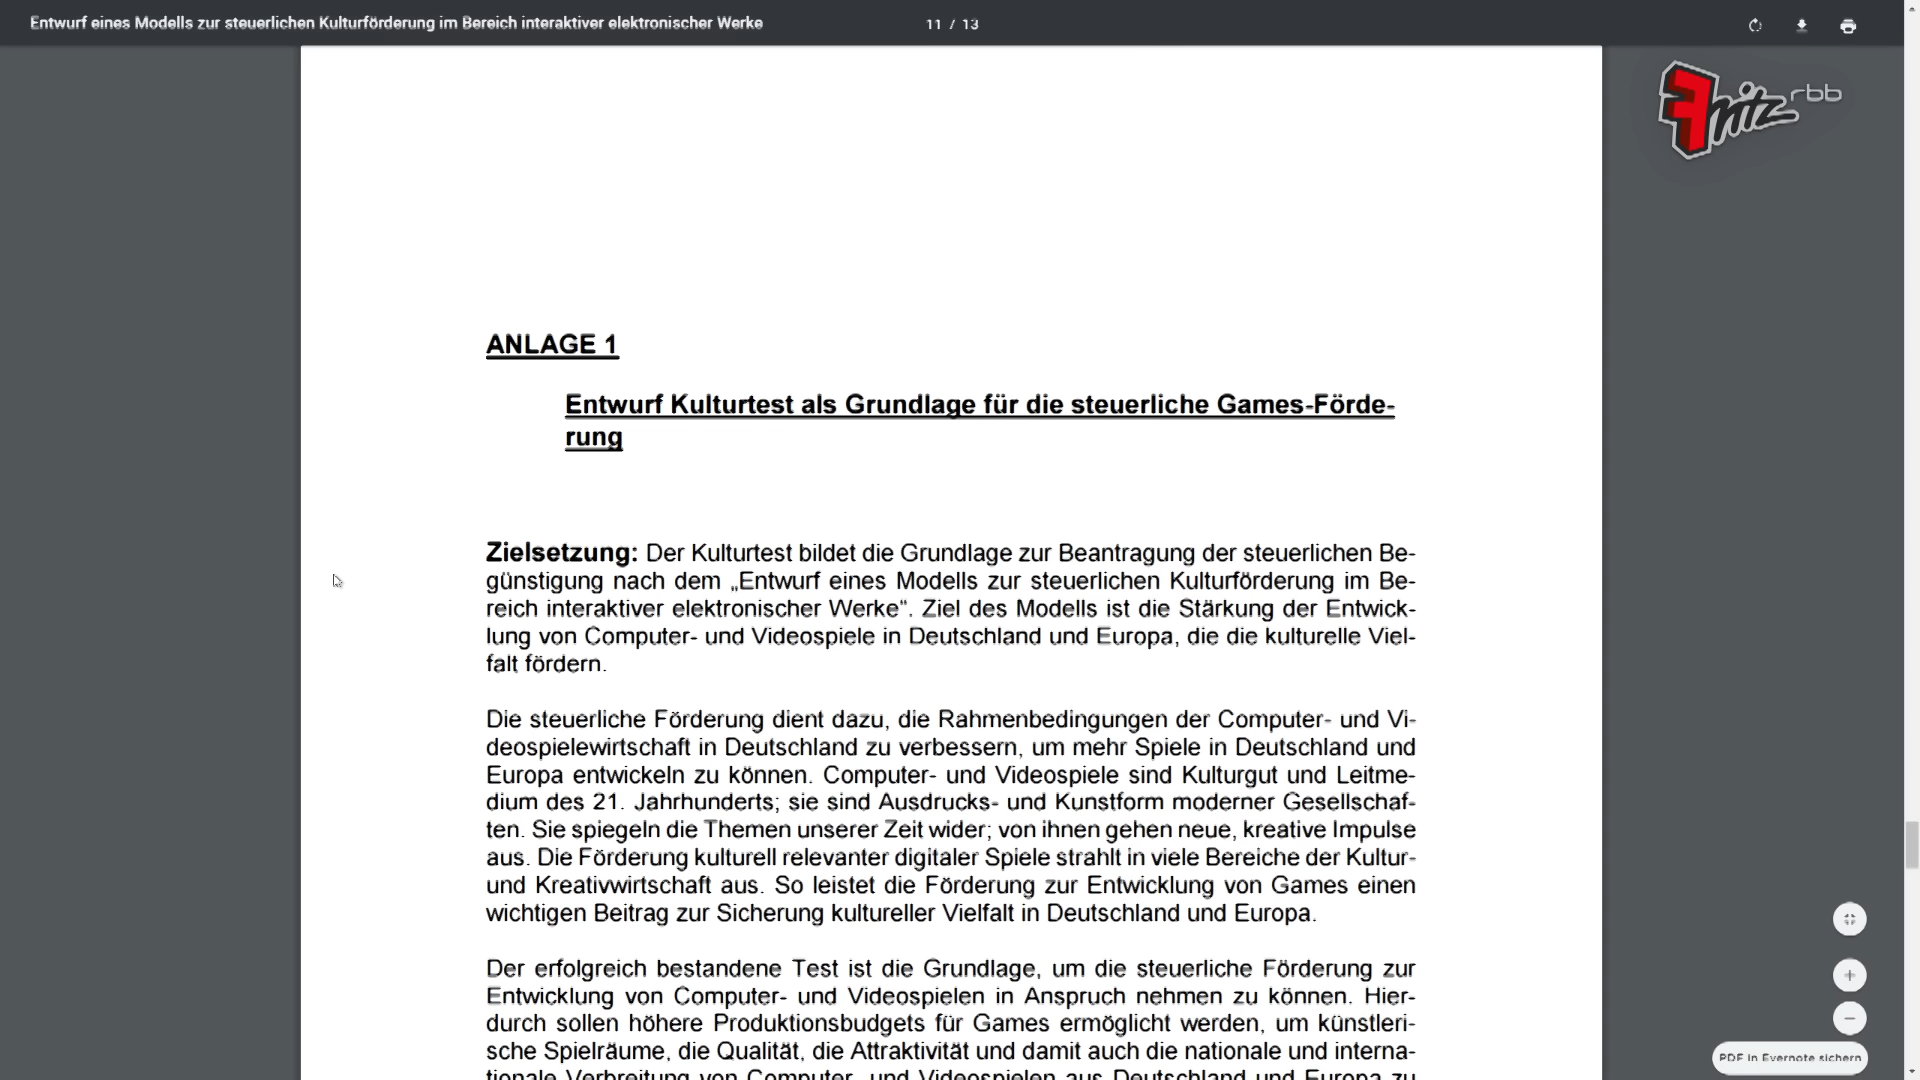 Entwurf eines Modells zur steuerlichen Kulturförderung im Bereich interaktiver elektronischer Werke
11 / 13
Fritz rbb
ANLAGE 1
Entwurf Kulturtest als Grundlage für die steuerliche Games-Förde-
rung
Zielsetzung: Der Kulturtest bildet die Grundlage zur Beantragung der steuerlichen Be-
günstigung nach dem „Entwurf eines Modells zur steuerlichen Kulturförderung im Be-
reich interaktiver elektronischer Werke“. Ziel des Modells ist die Stärkung der Entwick-
lung von Computer- und Videospiele in Deutschland und Europa, die die kulturelle Viel-
falt fördern.
Die steuerliche Förderung dient dazu, die Rahmenbedingungen der Computer- und Vi-
deospielewirtschaft in Deutschland zu verbessern, um mehr Spiele in Deutschland und
Europa entwickeln zu können. Computer- und Videospiele sind Kulturgut und Leitme-
dium des 21. Jahrhunderts; sie sind Ausdrucks- und Kunstform moderner Gesellschaf-
ten. Sie spiegeln die Themen unserer Zeit wider; von ihnen gehen neue, kreative Impulse
aus. Die Förderung kulturell relevanter digitaler Spiele strahlt in viele Bereiche der Kultur-
und Kreativwirtschaft aus. So leistet die Förderung zur Entwicklung von Games einen
wichtigen Beitrag zur Sicherung kultureller Vielfalt in Deutschland und Europa.
Der erfolgreich bestandene Test ist die Grundlage, um die steuerliche Förderung zur
Entwicklung von Computer- und Videospielen in Anspruch nehmen zu können. Hier-
durch sollen höhere Produktionsbudgets für Games ermöglicht werden, um künstleri-
sche Spielräume, die Qualität, die Attraktivität und damit auch die nationale und interna-
tionale Verbreitung von Computer- und Videospielen aus Deutschland und Europa zu
PDF in Evernote sichern